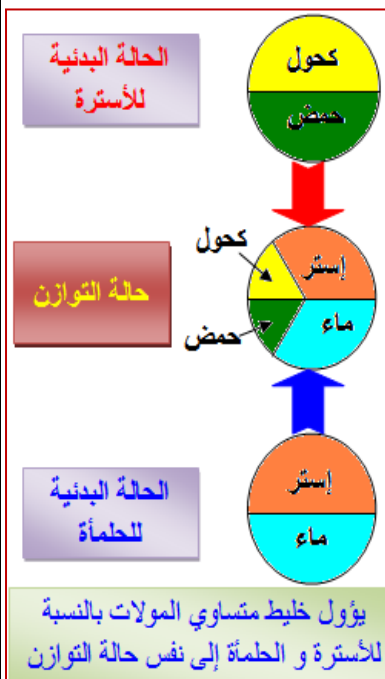 الحالة البدئية
للأسترة
كحول
حمض
حالة التوازن
كحول
حمض
إستر
ماء
الحالة البدئية
للحلمأة
إستر
ماء
يؤول خليط متساوي المولات بالنسبة
للأسترة و الحلمأة إلى نفس حالة التوازن